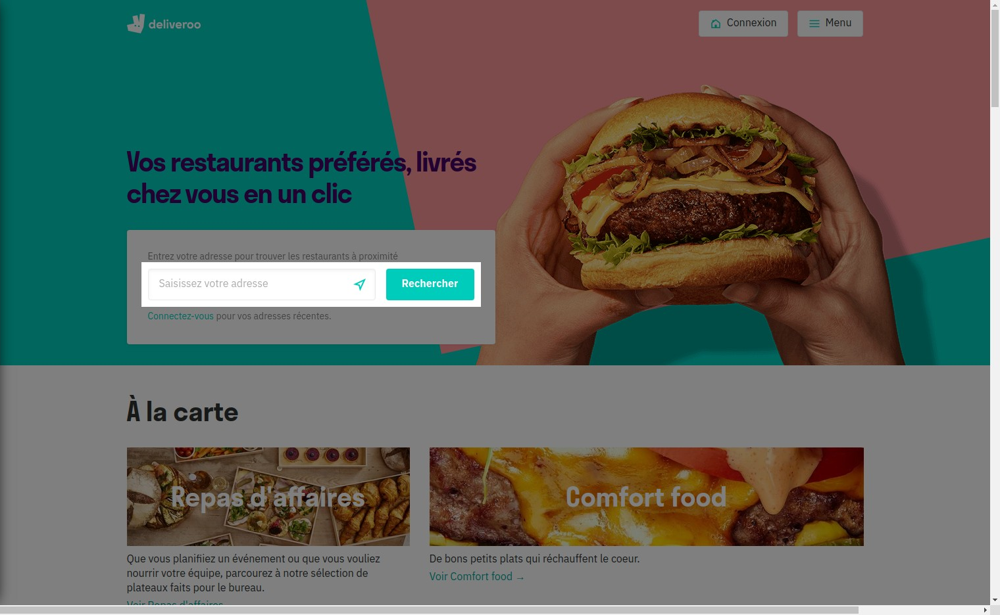 deliveroo
Connexion
Menu
Vos restaurants préférés, livrés
chez vous en un clic
Entrez votre adresse pour trouver les restaurants à proximité
Saisissez votre adresse
Rechercher
Connectez-vous pour vos adresses récentes.
À la carte
Repas d'affaires
Comfort food
Que vous planifiiez un événement ou que vous vouliez
nourrir votre équipe, parcourez à notre sélection de
plateaux faits pour le bureau.
Voir Repas d'affaires
De bons petits plats qui réchauffent le coeur.
Voir Comfort food →